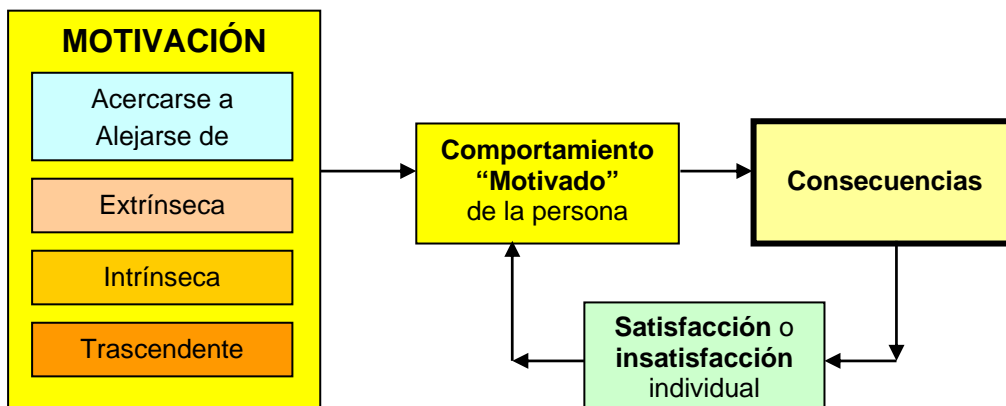 MOTIVACIÓN
Acercarse a
Alejarse de
Extrínseca
Intrínseca
Trascendente
Comportamiento
“Motivado”
de la persona
Consecuencias
Satisfacción o
insatisfacción
individual